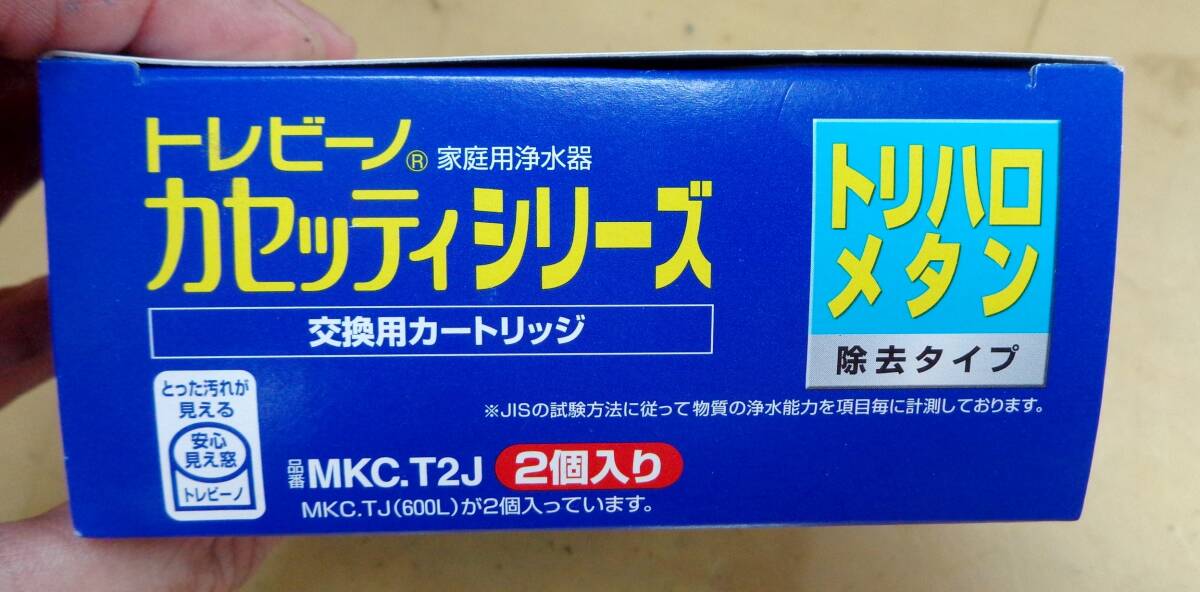 トレビーノ® 家庭用浄水器
カセッティシリーズ
交換用カートリッジ
トリハロ
メタン
除去タイプ
※JISの試験方法に従って物質の浄水能力を項目毎に計測しております。
とった汚れが
見える
安心
見え窓
トレビーノ
品番 MKC.T2J 2個入り
MKC.TJ(600L)が2個入っています。